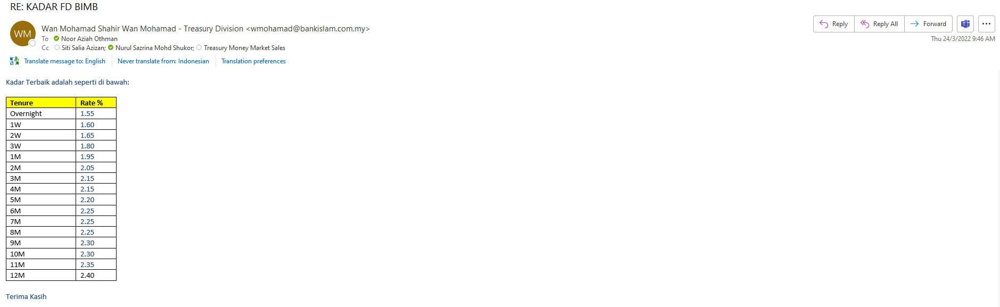 RE: KADAR FD BIMB
WM
Wan Mohamad Shahir Wan Mohamad - Treasury Division <wmohamad@bankislam.com.my>
To Noor Aziah Othman
Cc Siti Salia Azizan; Nurul Sazrina Mohd Shukor; Treasury Money Market Sales
Reply Reply All Forward
Thu 24/3/2022 9:46 AM
Translate message to: English Never translate from: Indonesian Translation preferences
Kadar Terbaik adalah seperti di bawah:
Tenure Rate %
Overnight 1.55
1W 1.60
2W 1.65
3W 1.80
1M 1.95
2M 2.05
3M 2.15
4M 2.15
5M 2.20
6M 2.25
7M 2.25
8M 2.25
9M 2.30
10M 2.30
11M 2.35
12M 2.40
Terima Kasih